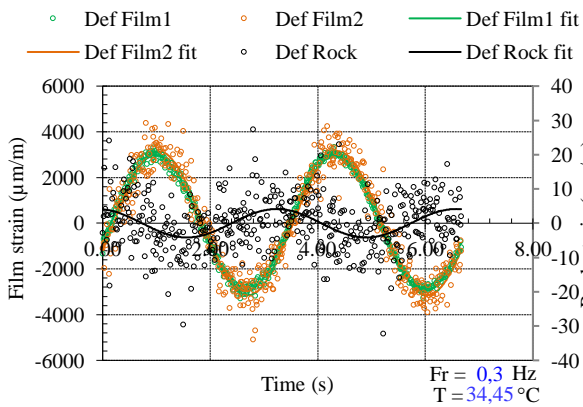 Def Film1 Def Film2 Def Film1 fit
Def Film2 fit Def Rock Def Rock fit
6000 40
4000 30
20
2000 10
0 0
0.00 2.00 4.00 6.00 8.00
-2000 -10
-20
-4000 -30
-6000 -40
Film strain (µm/m)
Time (s)
Fr = 0,3 Hz
T = 34,45 °C